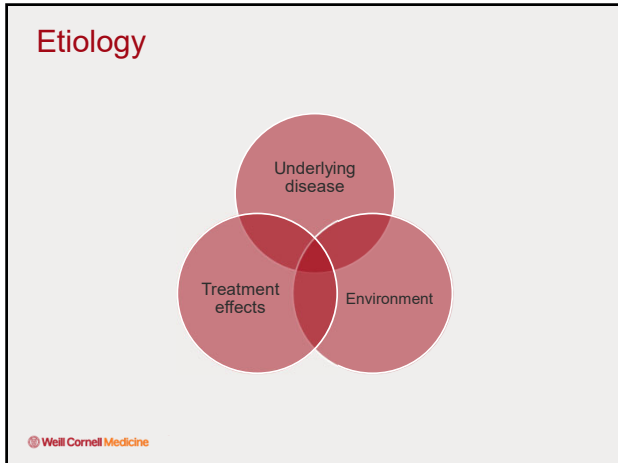 Etiology
Underlying
disease
Treatment
effects
Environment
Weill Cornell Medicine